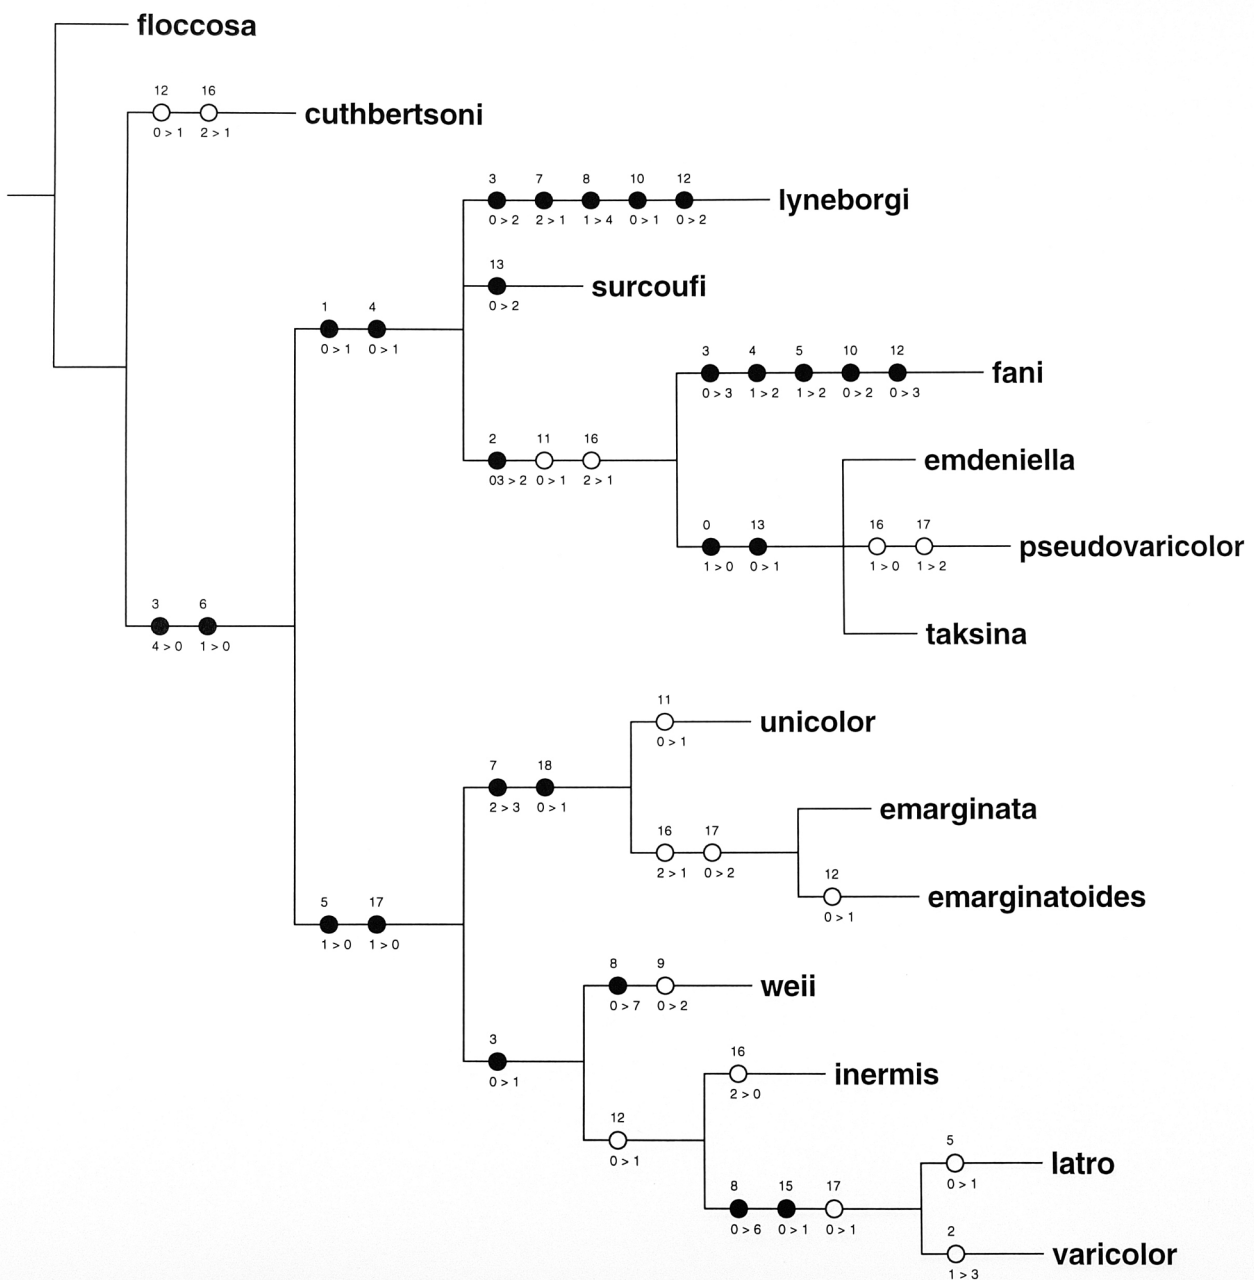 floccosa
12 16
cuthbertsoni
0 > 1 2 > 1
3 7 8 10 12
lyneborgi
0 > 2 2 > 1 1 > 4 0 > 1 0 > 2
13
surcoufi
0 > 2
1 4
0 > 1 0 > 1
3 4 5 10 12
fani
0 > 3 1 > 2 1 > 2 0 > 2 0 > 3
2 11 16
emdeniella
03 > 2 0 > 1 2 > 1
0 13 16 17
pseudovaricolor
1 > 0 0 > 1 1 > 0 1 > 2
3 6
taksina
4 > 0 1 > 0
11
unicolor
0 > 1
7 18
2 > 3 0 > 1
emarginata
16 17
2 > 1 0 > 2
12
emarginatoides
0 > 1
5 17
1 > 0 1 > 0
8 9
weii
0 > 7 0 > 2
3
0 > 1
16
inermis
2 > 0
12
0 > 1
5
latro
0 > 1
8 15 17
0 > 6 0 > 1 0 > 1
2
varicolor
1 > 3